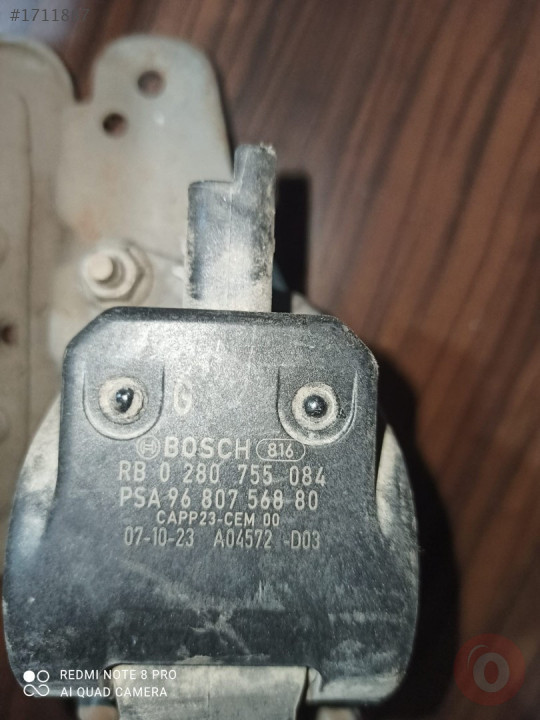 G
BOSCH 816
RB 0 280 755 084
PSA 96 807 568 80
CAPP23-CEM 00
07-10-23 A04572 -D03
REDMI NOTE 8 PRO
AI QUAD CAMERA